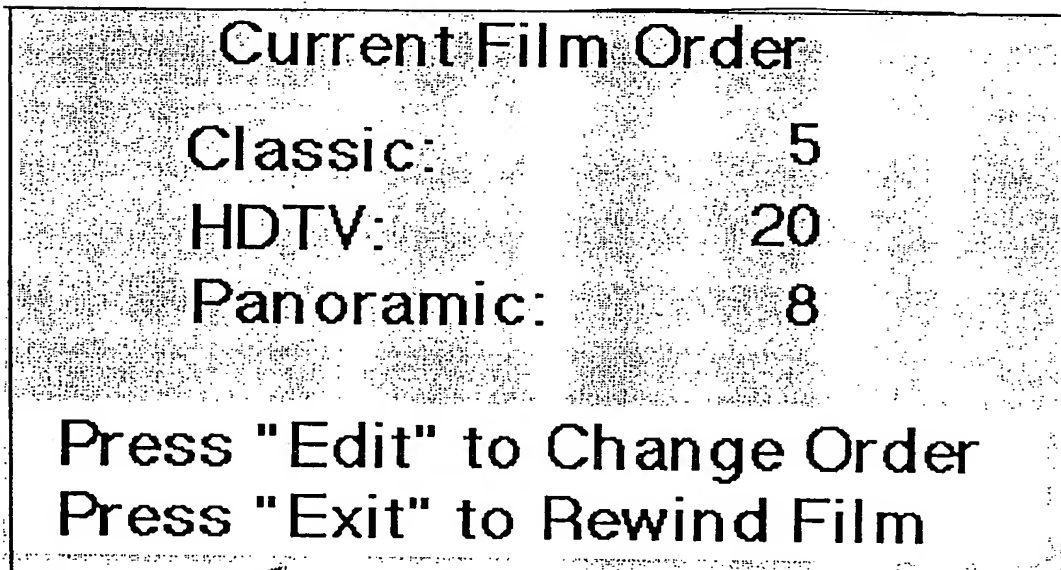 Current Film Order
Classic: 5
HDTV: 20
Panoramic: 8
Press "Edit" to Change Order
Press "Exit" to Rewind Film